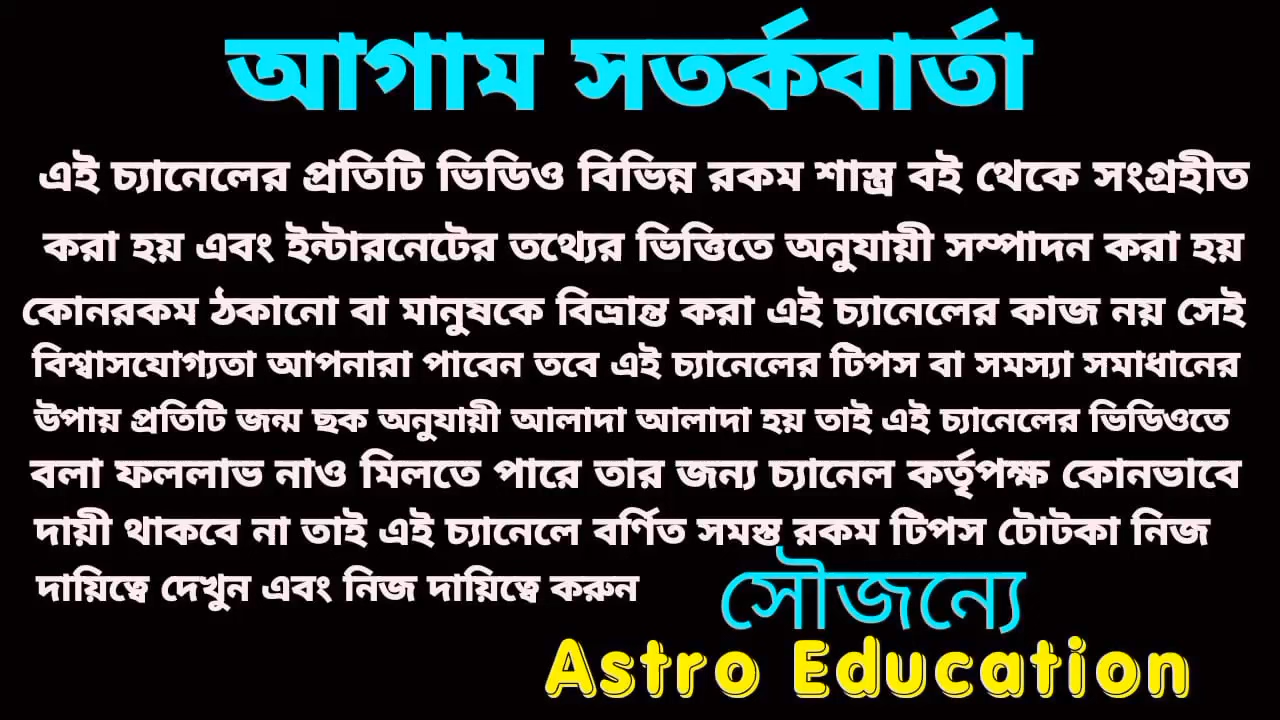 আগাম সতর্কবার্তা
এই চ্যানেলের প্রতিটি ভিডিও বিভিন্ন রকম শাস্ত্র বই থেকে সংগ্রহীত
করা হয় এবং ইন্টারনেটের তথ্যের ভিত্তিতে অনুযায়ী সম্পাদন করা হয়
কোনরকম ঠকানো বা মানুষকে বিভ্রান্ত করা এই চ্যানেলের কাজ নয় সেই
বিশ্বাসযোগ্যতা আপনারা পাবেন তবে এই চ্যানেলের টিপস বা সমস্যা সমাধানের
উপায় প্রতিটি জন্ম ছক অনুযায়ী আলাদা আলাদা হয় তাই এই চ্যানেলের ভিডিওতে
বলা ফললাভ নাও মিলতে পারে তার জন্য চ্যানেল কর্তৃপক্ষ কোনভাবে
দায়ী থাকবে না তাই এই চ্যানেলে বর্ণিত সমস্ত রকম টিপস টোটকা নিজ
দায়িত্বে দেখুন এবং নিজ দায়িত্বে করুন
সৌজন্যে
Astro Education